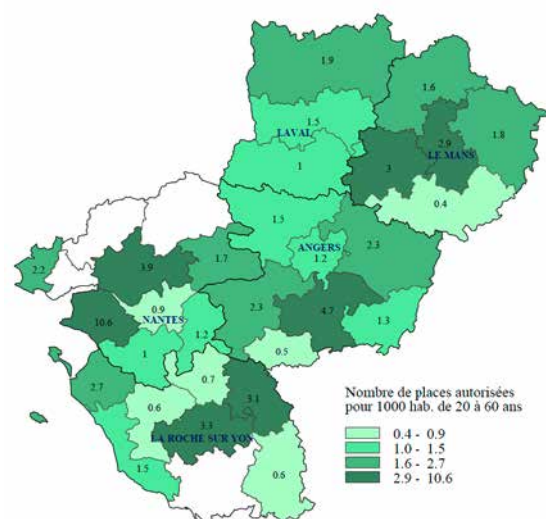 1.9
1.6
1.5
LAVAL
2.9
1.8
LE MANS
3
1
0.4
1.5
ANGERS
2.3
1.2
2.2
3.9
1.7
2.3
4.7
1.3
10.6
0.9
NANTES
1.2
1
0.5
2.7
0.7
0.6
3.1
3.3
LA ROCHE SUR YON
1.5
0.6
Nombre de places autorisées
pour 1000 hab. de 20 à 60 ans
0.4 - 0.9
1.0 - 1.5
1.6 - 2.7
2.9 - 10.6